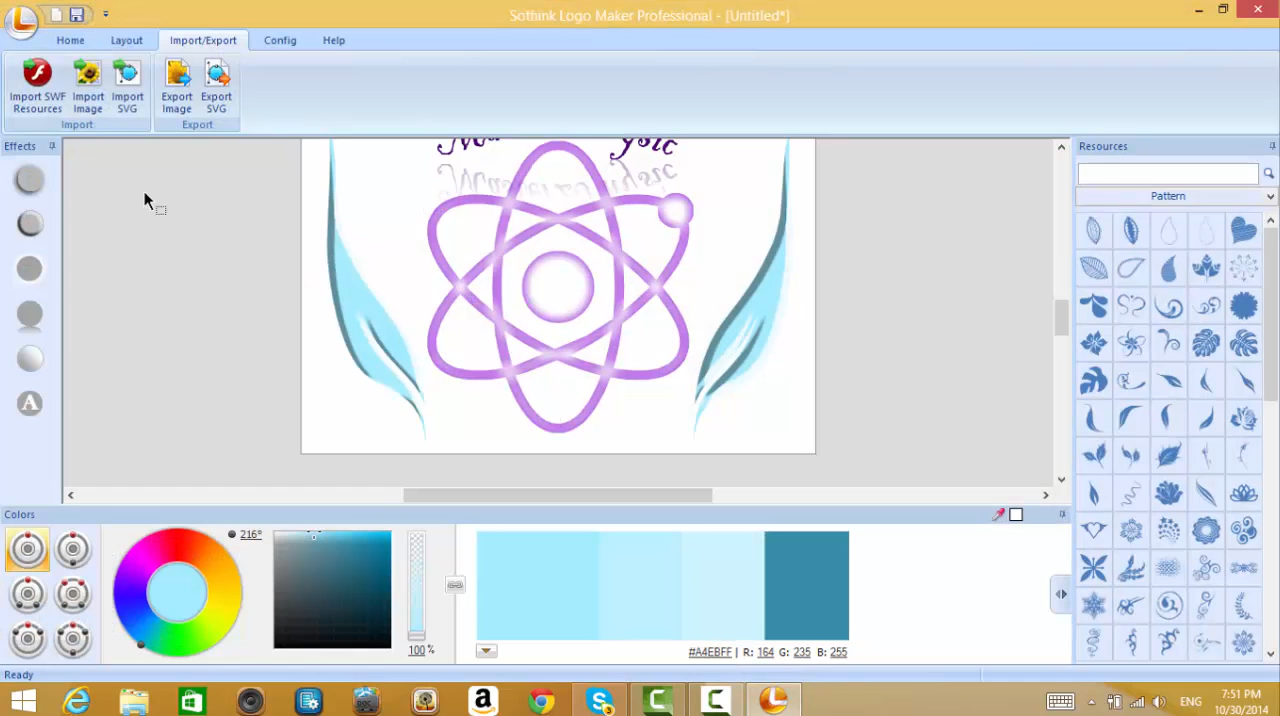 Sothink Logo Maker Professional - [Untitled*]
Home Layout Import/Export Config Help
Import SWF Resources
Import Image
Import SVG
Export Image
Export SVG
Import Export
Effects
Resources
Pattern
A
Colors
216°
100 %
#A4EBFF | R: 164 G: 235 B: 255
Ready
ENG
7:51 PM
10/30/2014